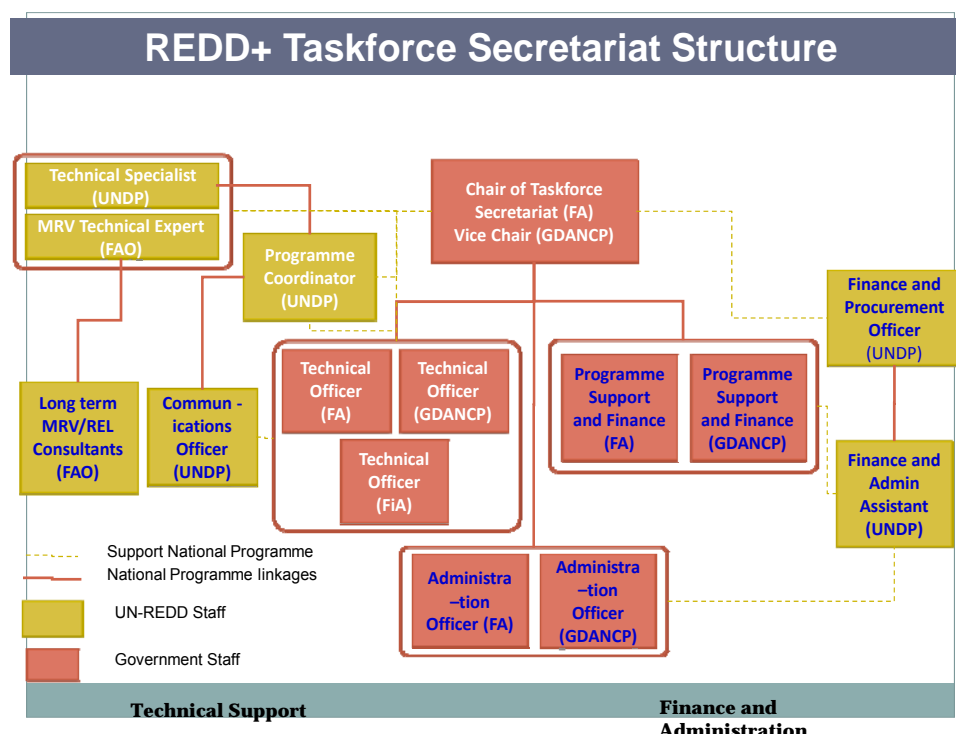 REDD+ Taskforce Secretariat Structure
Technical Specialist
(UNDP)
MRV Technical Expert
(FAO)
Programme
Coordinator
(UNDP)
Chair of Taskforce
Secretariat (FA)
Vice Chair (GDANCP)
Finance and
Procurement
Officer
(UNDP)
Long term
MRV/REL
Consultants
(FAO)
Commun -
ications
Officer
(UNDP)
Technical
Officer
(FA)
Technical
Officer
(GDANCP)
Technical
Officer
(FiA)
Programme
Support
and Finance
(FA)
Programme
Support
and Finance
(GDANCP)
Finance and
Admin
Assistant
(UNDP)
Administra
–tion
Officer (FA)
Administra
–tion
Officer
(GDANCP)
Support National Programme
National Programme linkages
UN-REDD Staff
Government Staff
Technical Support
Finance and
Administration